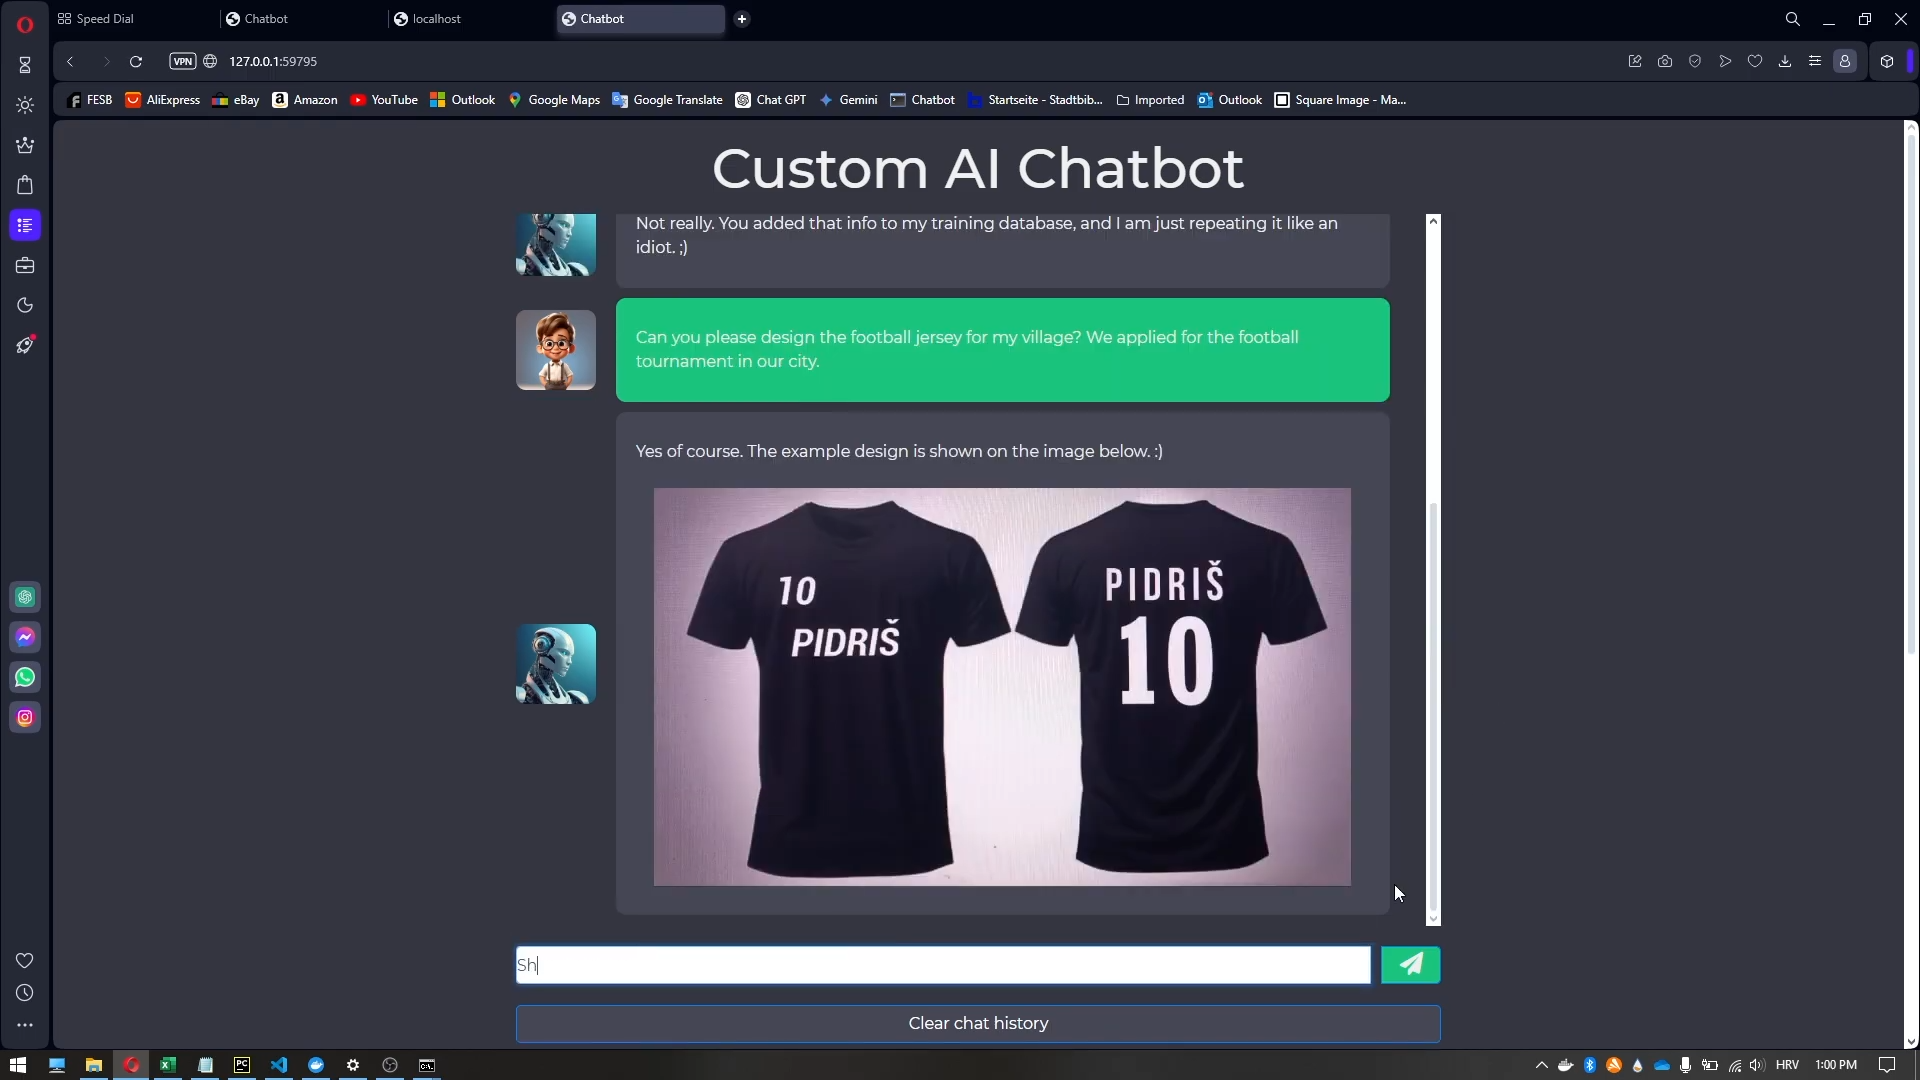 Speed Dial
Chatbot
localhost
Chatbot
VPN
127.0.0.1:59795
FESB
AliExpress
eBay
Amazon
YouTube
Outlook
Google Maps
Google Translate
Chat GPT
Gemini
Chatbot
Startseite - Stadtbib...
Imported
Outlook
Square Image - Ma...
Custom AI Chatbot
Not really. You added that info to my training database, and I am just repeating it like an
idiot. ;)
Can you please design the football jersey for my village? We applied for the football
tournament in our city.
Yes of course. The example design is shown on the image below. :)
10
PIDRIŠ
PIDRIŠ
10
Sh
Clear chat history
HRV
1:00 PM